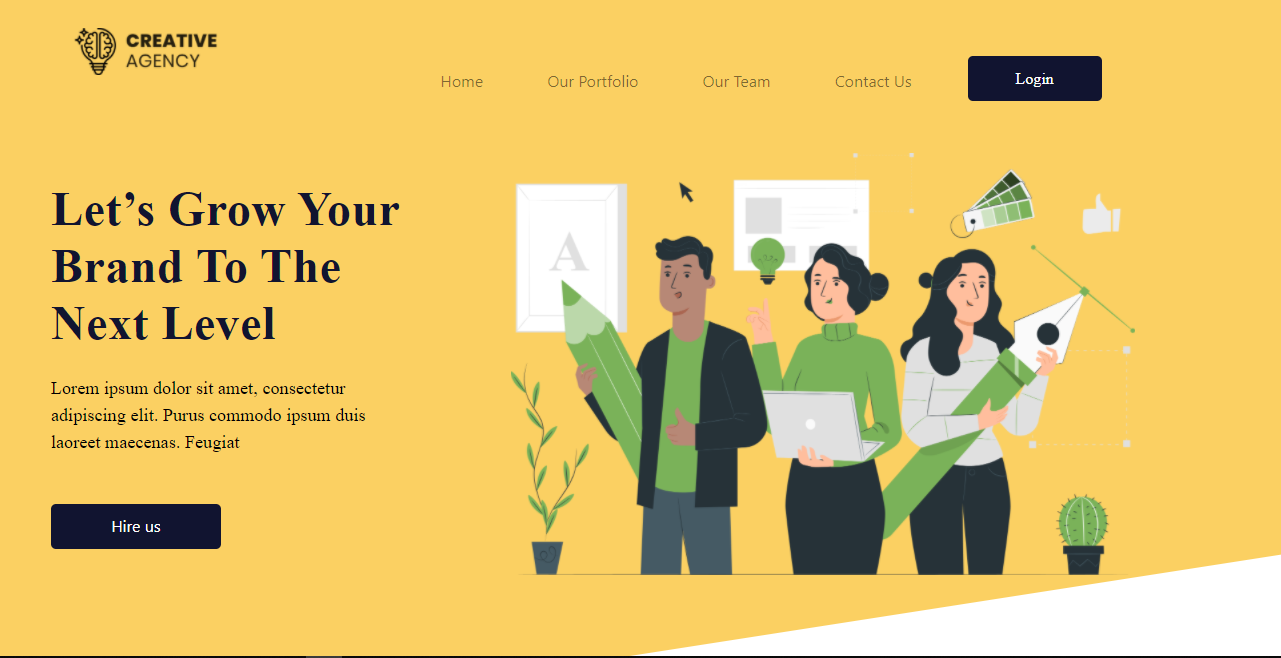 CREATIVE
AGENCY
Home Our Portfolio Our Team Contact Us Login
Let’s Grow Your
Brand To The
Next Level
Lorem ipsum dolor sit amet, consectetur
adipiscing elit. Purus commodo ipsum duis
laoreet maecenas. Feugiat
Hire us
A